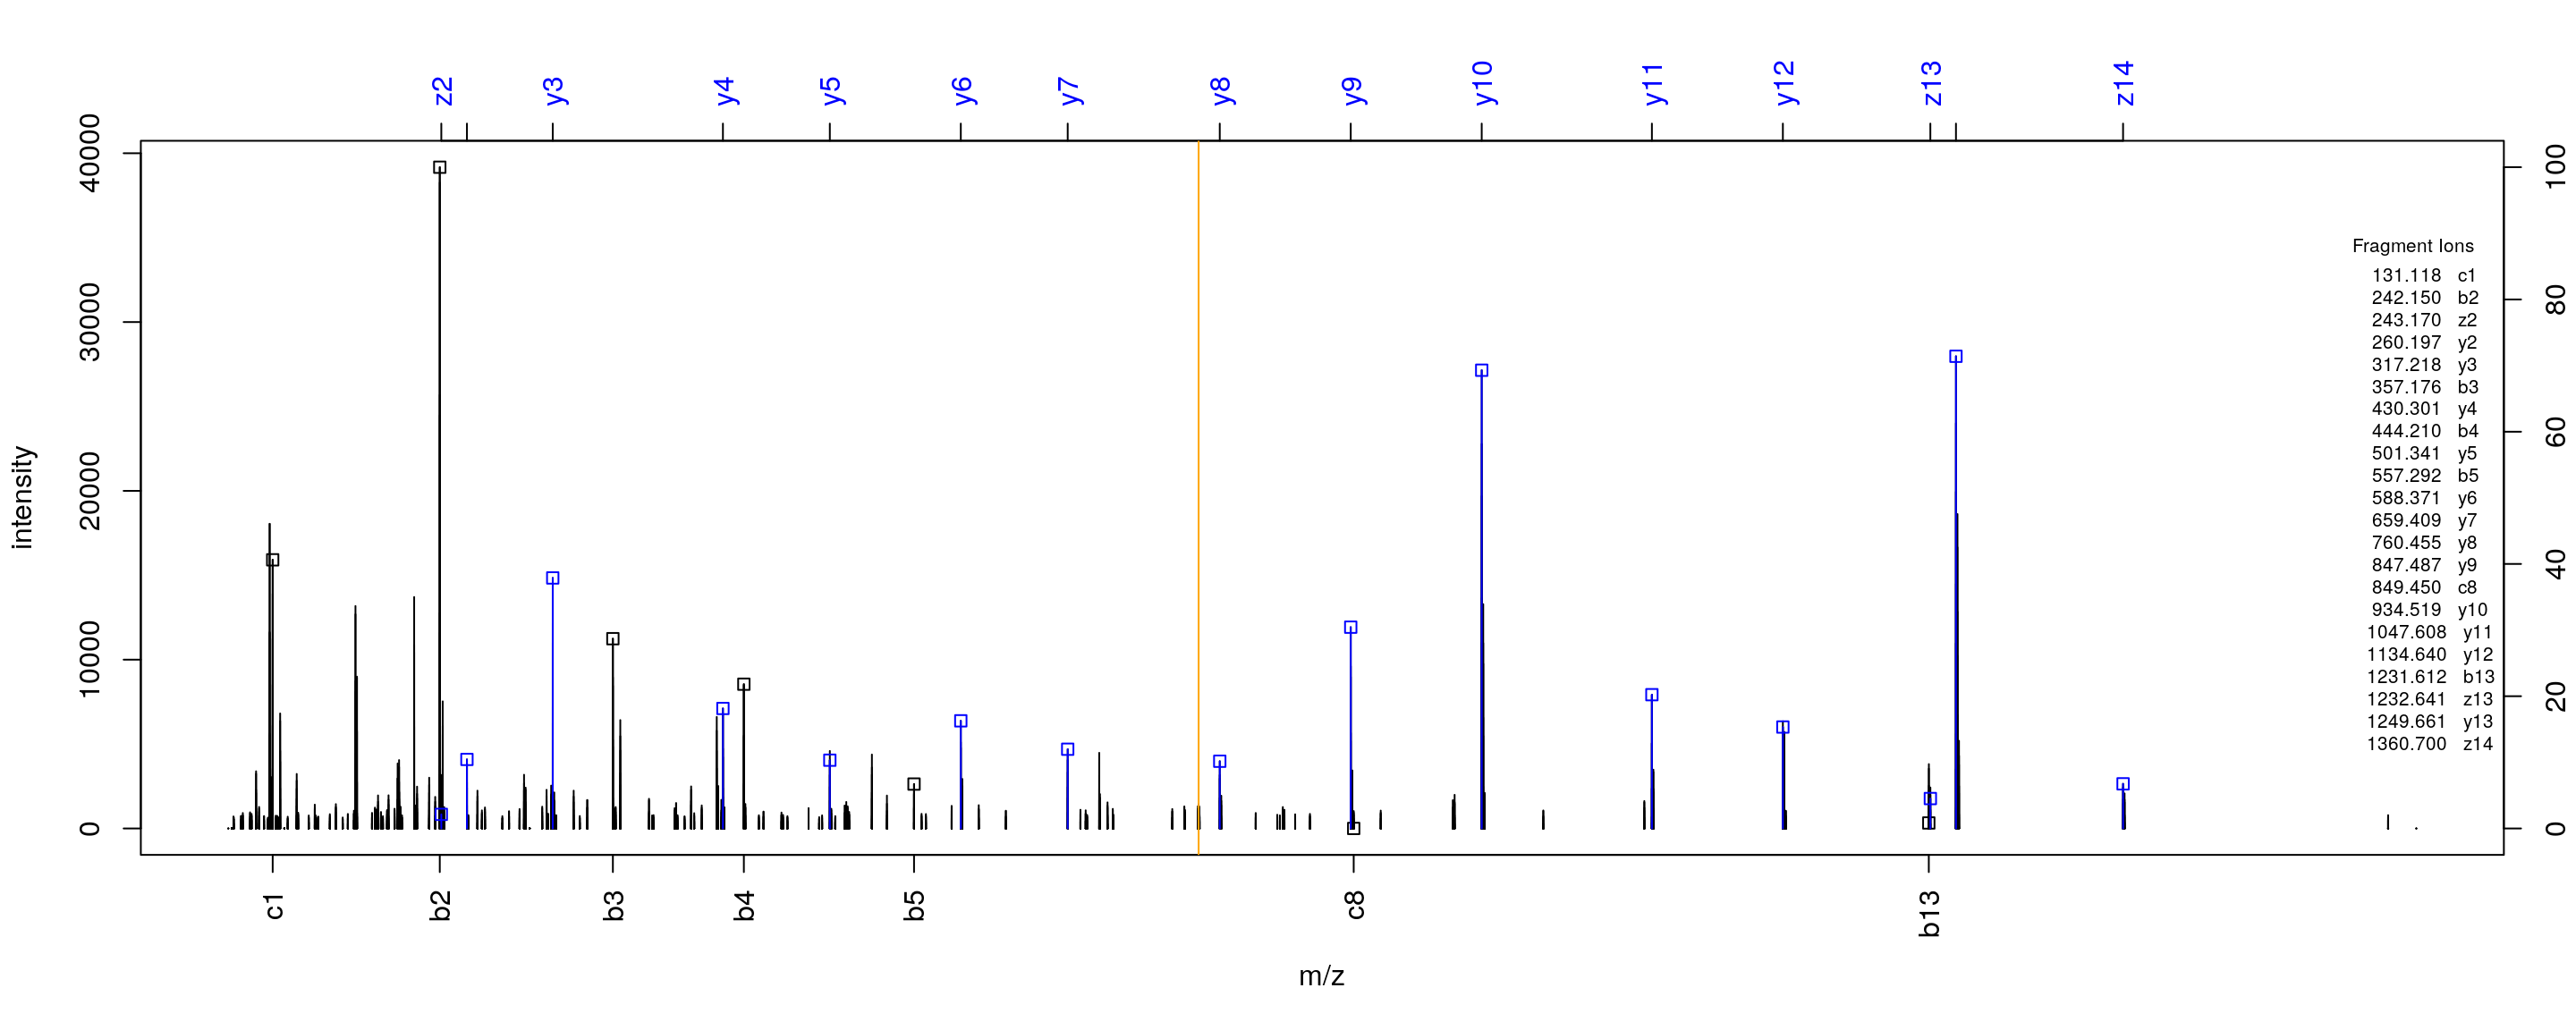 z2 y3 y4 y5 y6 y7 y8 y9 y10 y11 y12 z13 z14
intensity
0 10000 20000 30000 40000
0 20 40 60 80 100
Fragment Ions
131.118 c1
242.150 b2
243.170 z2
260.197 y2
317.218 y3
357.176 b3
430.301 y4
444.210 b4
501.341 y5
557.292 b5
588.371 y6
659.409 y7
760.455 y8
847.487 y9
849.450 c8
934.519 y10
1047.608 y11
1134.640 y12
1231.612 b13
1232.641 z13
1249.661 y13
1360.700 z14
c1 b2 b3 b4 b5 c8 b13
m/z